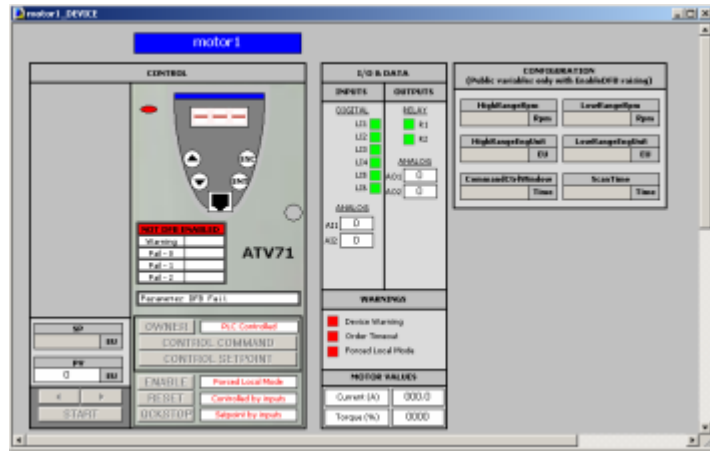 motor1_DEVICE
motor1
CONTROL
ESC
ENT
NOT DFB ENABLED
Warning
Fail - 0
Fail - 1
Fail - 2
ATV71
Parameter DFB Fail
SP
EU
PV
0 EU
< >
START
OWNER PLC Controlled
CONTROL COMMAND
CONTROL SETPOINT
ENABLE Forced Local Mode
RESET Controlled by inputs
QCKSTOP Setpoint by inputs
I/O & DATA
INPUTS OUTPUTS
DIGITAL RELAY
LI1 R1
LI2 R2
LI3
LI4 ANALOG
LI5 AO1 0
LI6 AO2 0
ANALOG
AI1 0
AI2 0
WARNINGS
Device Warning
Order Timeout
Forced Local Mode
MOTOR VALUES
Current (A) 000.0
Torque (%) 0000
CONFIGURATION
(Public variables only with EnableDFB raising)
HighRangeRpm LowRangeRpm
Rpm Rpm
HighRangeEngUnit LowRangeEngUnit
EU EU
CommandCtrlWindow ScanTime
Time Time